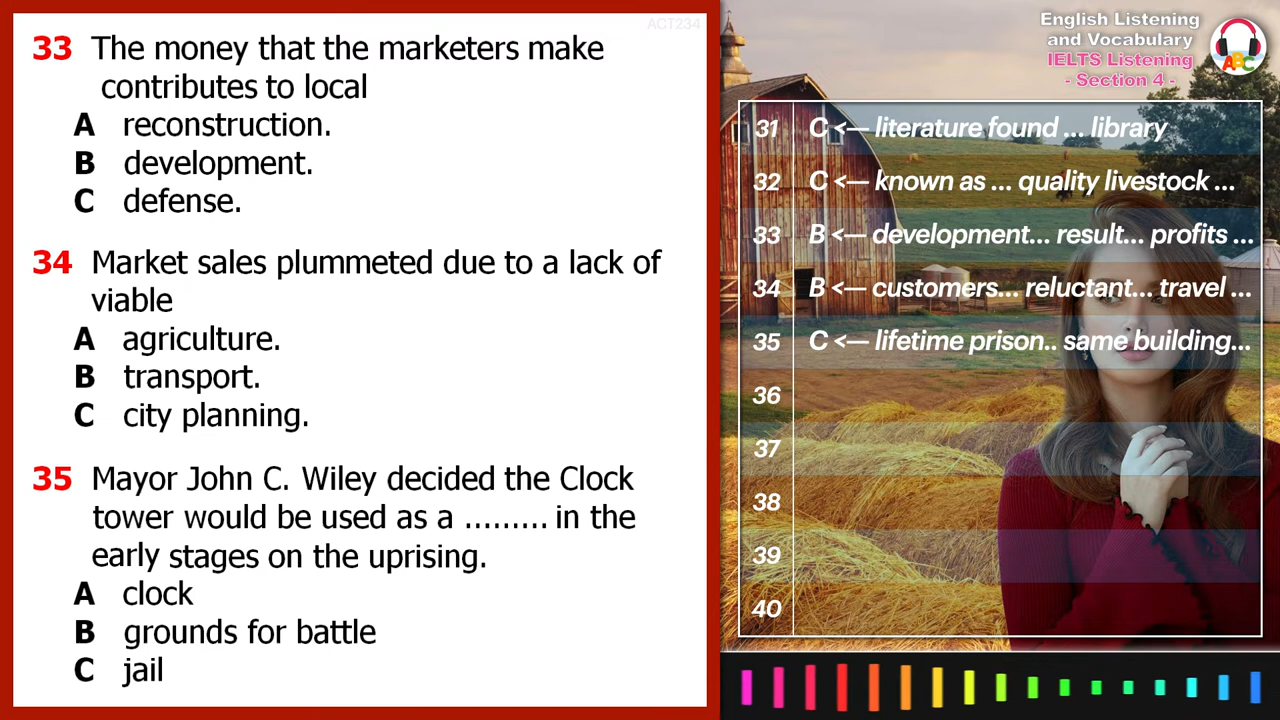 ACT234
33 The money that the marketers make
contributes to local
A reconstruction.
B development.
C defense.
34 Market sales plummeted due to a lack of
viable
A agriculture.
B transport.
C city planning.
35 Mayor John C. Wiley decided the Clock
tower would be used as a ......... in the
early stages on the uprising.
A clock
B grounds for battle
C jail
English Listening
and Vocabulary
IELTS Listening
- Section 4 -
ABC
31 C <— literature found ... library
32 C <— known as ... quality livestock ...
33 B <— development... result... profits ...
34 B <— customers... reluctant... travel ...
35 C <— lifetime prison.. same building...
36
37
38
39
40